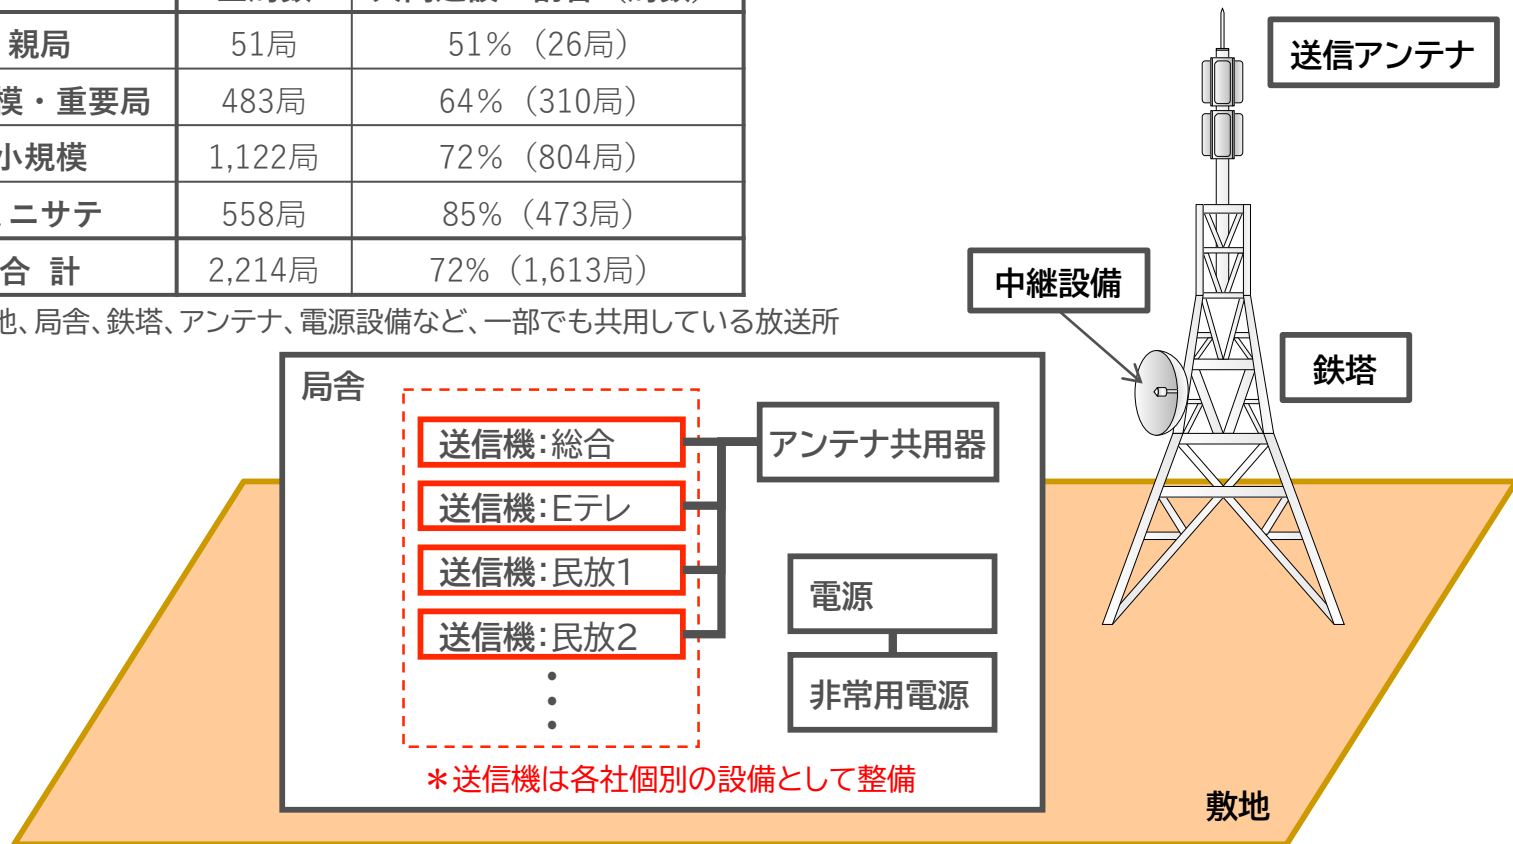 親局 51局 51%（26局）
模・重要局 483局 64%（310局）
小規模 1,122局 72%（804局）
ニサテ 558局 85%（473局）
合 計 2,214局 72%（1,613局）
地、局舎、鉄塔、アンテナ、電源設備など、一部でも共用している放送所
送信アンテナ
中継設備
鉄塔
局舎
送信機：総合
アンテナ共用器
送信機：Eテレ
送信機：民放1
電源
送信機：民放2
非常用電源
＊送信機は各社個別の設備として整備
敷地